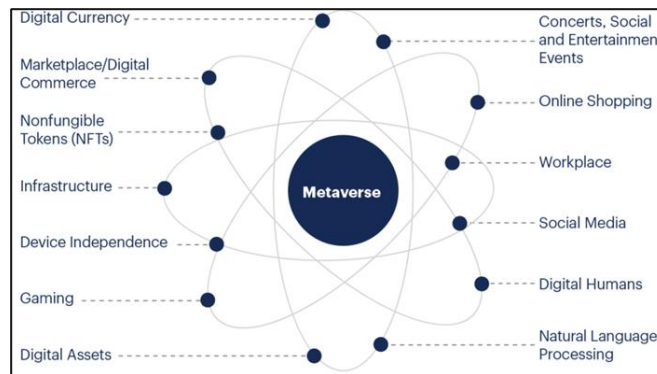 Digital Currency
Marketplace/Digital
Commerce
Nonfungible
Tokens (NFTs)
Infrastructure
Device Independence
Gaming
Digital Assets
Metaverse
Concerts, Social
and Entertainmen
Events
Online Shopping
Workplace
Social Media
Digital Humans
Natural Language
Processing